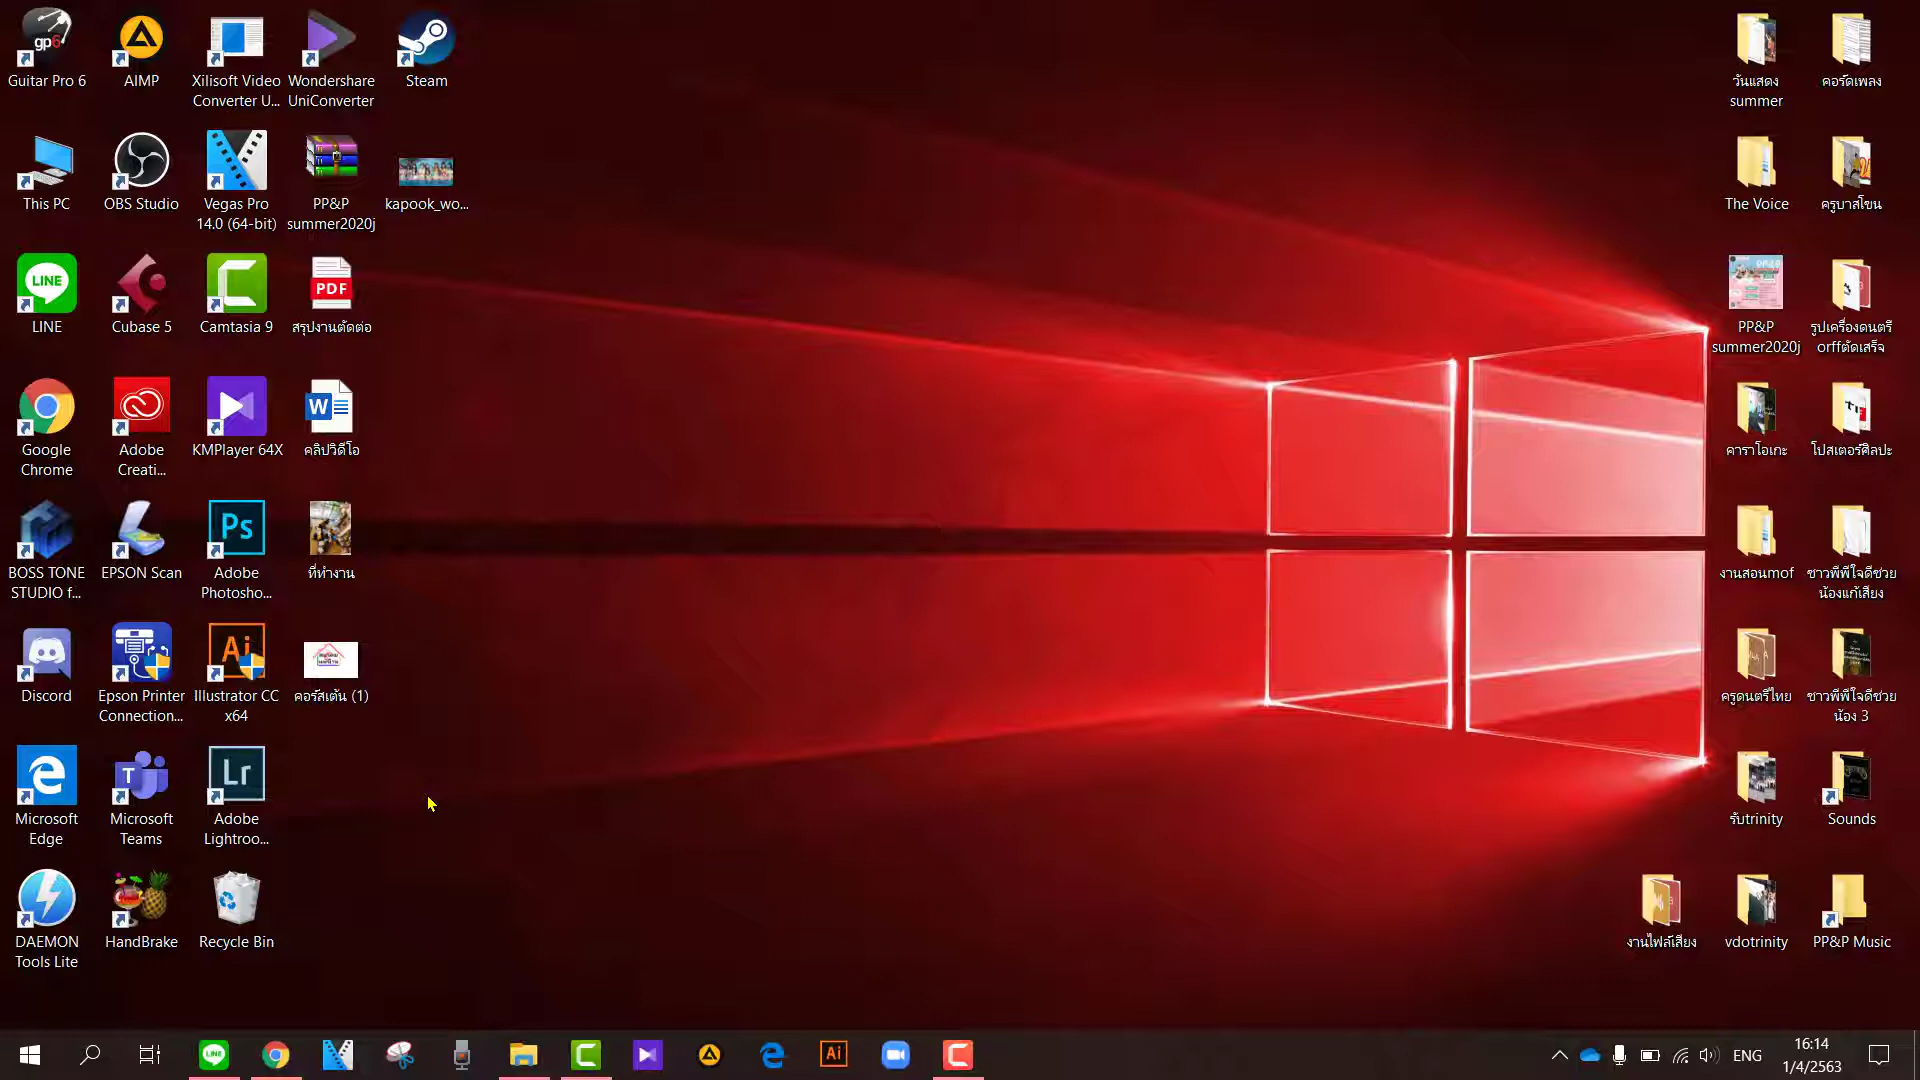 Guitar Pro 6
AIMP
Xilisoft Video
Converter U...
Wondershare
UniConverter
Steam
This PC
OBS Studio
Vegas Pro
14.0 (64-bit)
PP&P
summer2020j
kapook_wo...
LINE
LINE
Cubase 5
Camtasia 9
PDF
สรุปงานตัดต่อ
Google
Chrome
Adobe
Creati...
KMPlayer 64X
คลิปวิดีโอ
BOSS TONE
STUDIO f...
EPSON Scan
Ps
Adobe
Photosho...
ที่ทำงาน
Discord
Epson Printer
Connection...
Ai
Illustrator CC
x64
คอร์สเต้น (1)
Microsoft
Edge
Microsoft
Teams
Lr
Adobe
Lightroo...
DAEMON
Tools Lite
HandBrake
Recycle Bin
วันแสดง
summer
คอร์ดเพลง
The Voice
ครูบาสโขน
PP&P
summer2020j
รูปเครื่องดนตรี
orffตัดเสร็จ
คาราโอเกะ
โปสเตอร์ศิลปะ
งานสอนmof
ชาวพีพีใจดีช่วย
น้องแก้เสียง
ครูดนตรีไทย
ชาวพีพีใจดีช่วย
น้อง 3
รับtrinity
Sounds
งานไฟล์เสียง
vdotrinity
PP&P Music
ENG
16:14
1/4/2563